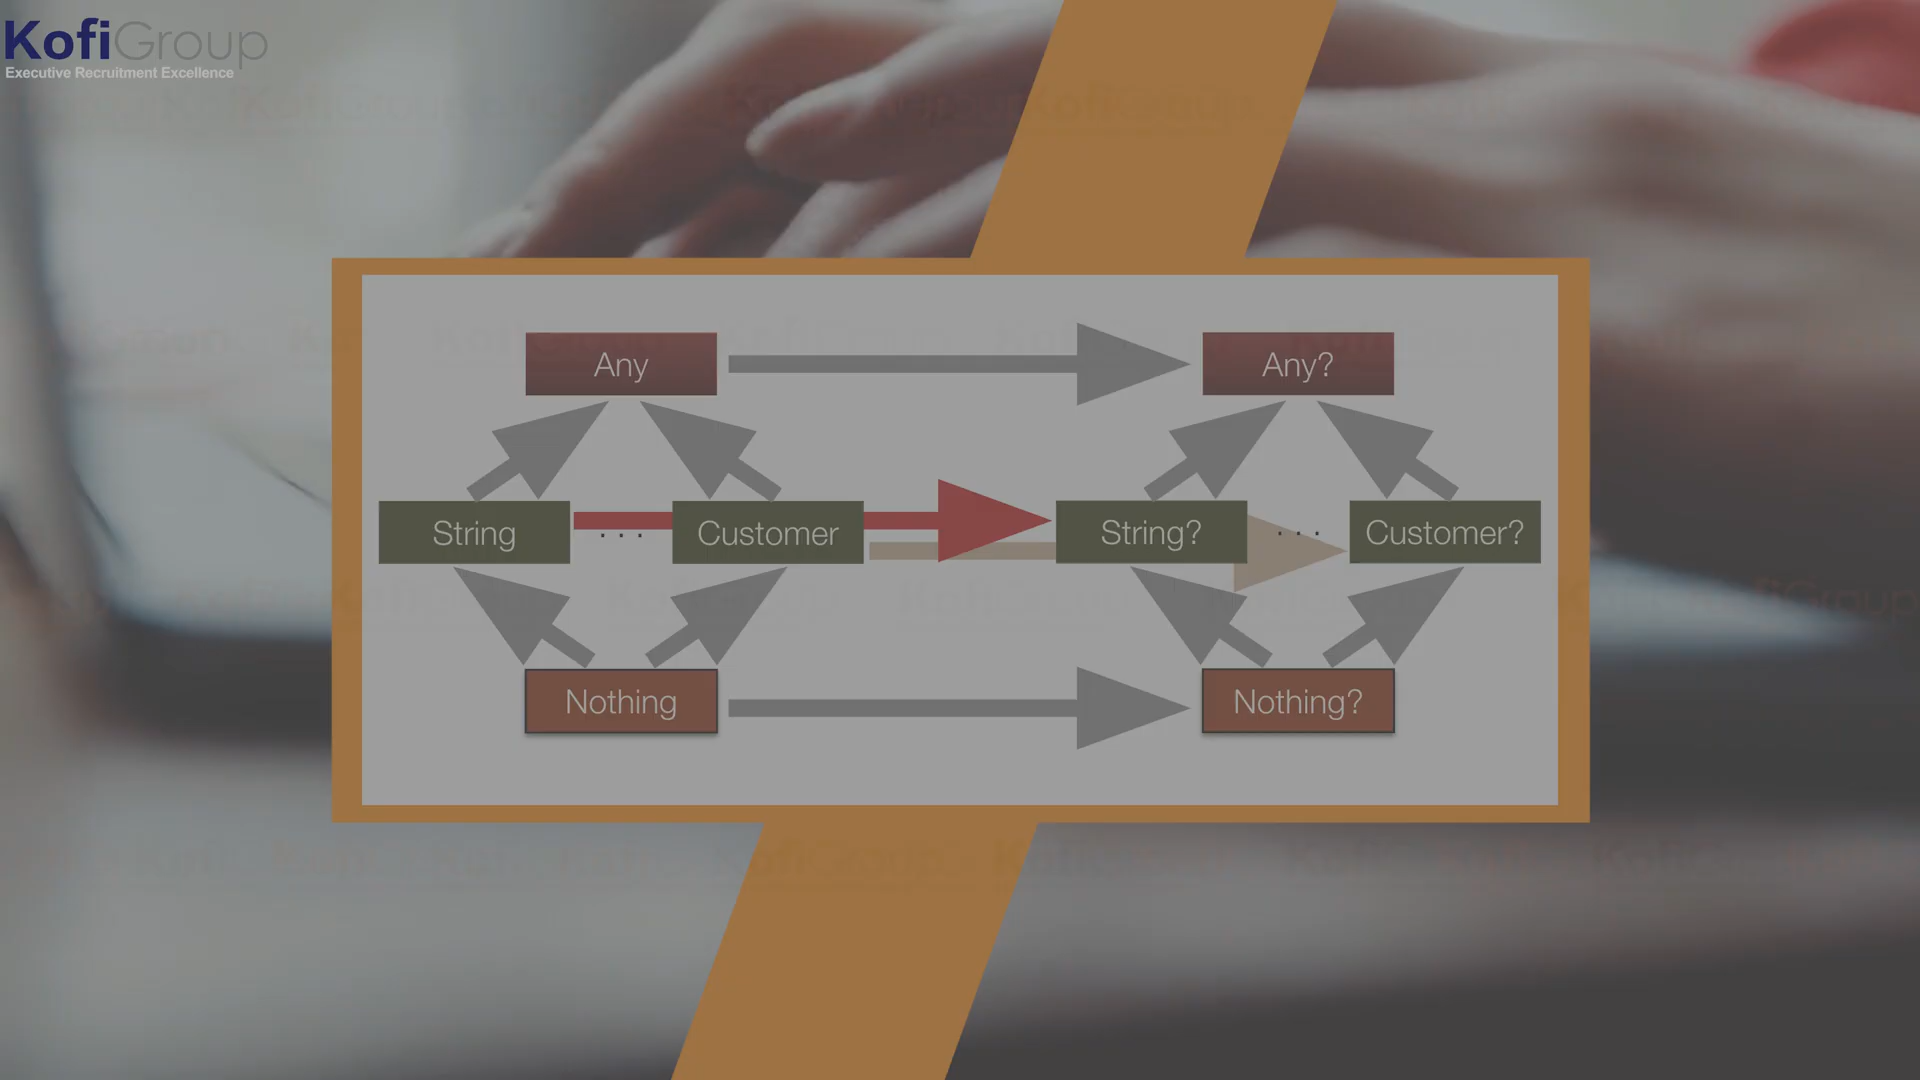 KofiGroup
Executive Recruitment Excellence
Any
Any?
String
...
Customer
String?
...
Customer?
Nothing
Nothing?